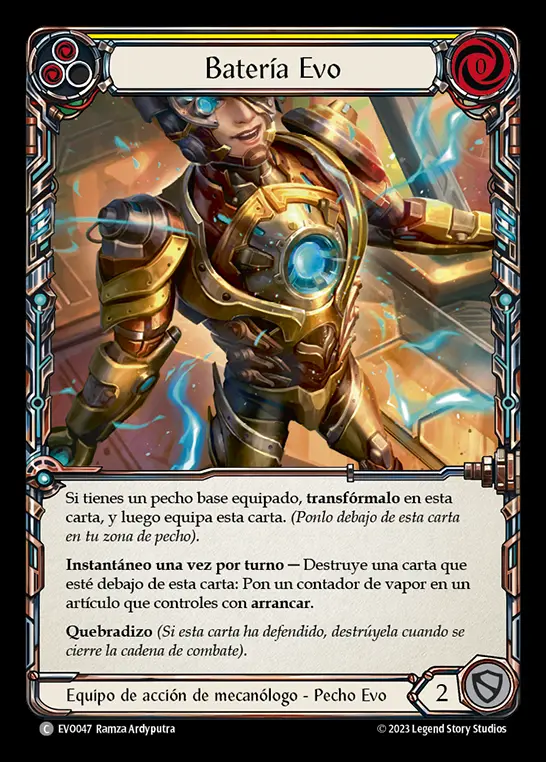 Batería Evo
0
Si tienes un pecho base equipado, transfórmalo en esta
carta, y luego equipa esta carta. (Ponlo debajo de esta carta
en tu zona de pecho).
Instantáneo una vez por turno — Destruye una carta que
esté debajo de esta carta: Pon un contador de vapor en un
artículo que controles con arrancar.
Quebradizo (Si esta carta ha defendido, destrúyela cuando se
cierre la cadena de combate).
Equipo de acción de mecanólogo - Pecho Evo
2
C EVO047 Ramza Ardyputra
© 2023 Legend Story Studios